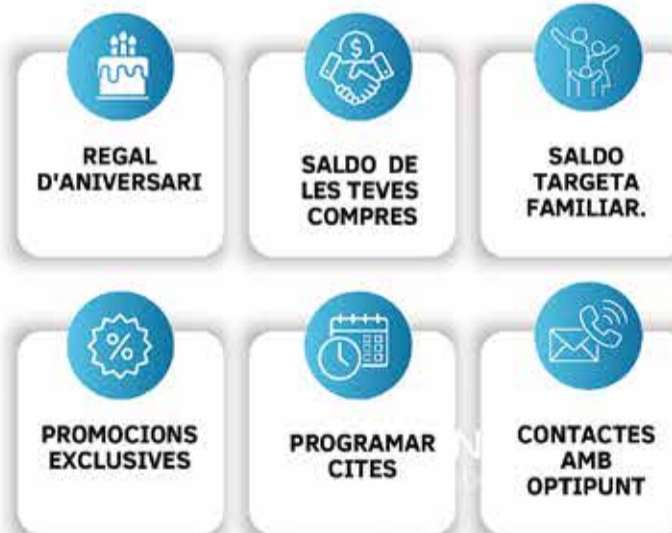 REGAL
D'ANIVERSARI
SALDO DE
LES TEVES
COMPRES
SALDO
TARGETA
FAMILIAR.
PROMOCIONS
EXCLUSIVES
PROGRAMAR
CITES
CONTACTES
AMB
OPTIPUNT